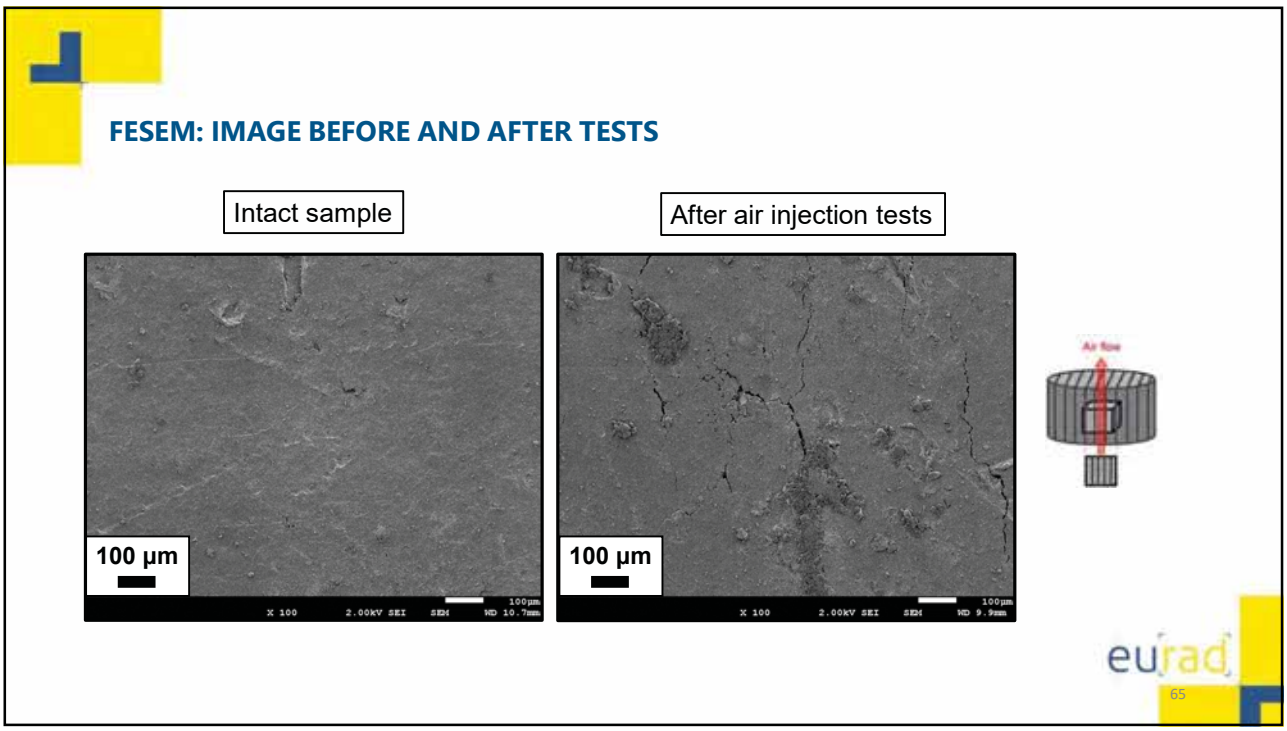 FESEM: IMAGE BEFORE AND AFTER TESTS
Intact sample
After air injection tests
100 µm
100µm
X 100 2.00kV SEI SEM WD 10.7mm
100 µm
100µm
X 100 2.00kV SEI SEM WD 9.9mm
Air flow
eurad
65